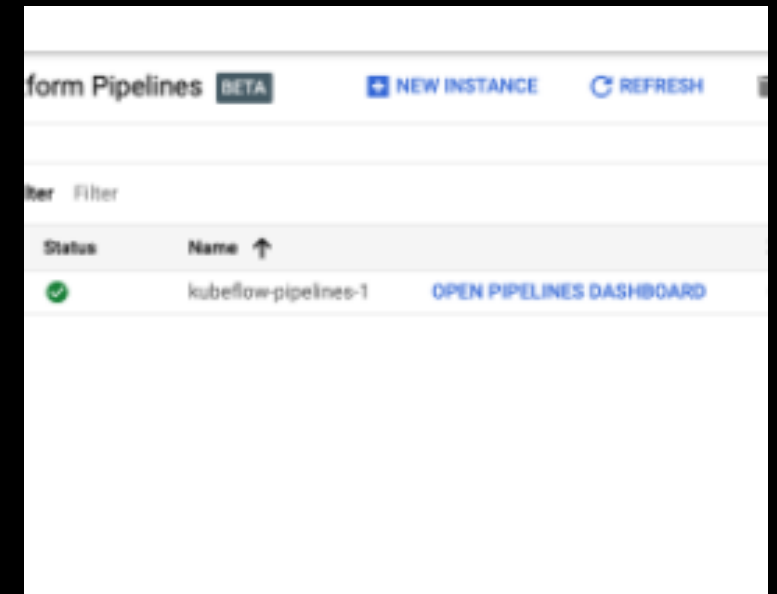 form Pipelines BETA NEW INSTANCE REFRESH
lter Filter
Status Name
kubeflow-pipelines-1 OPEN PIPELINES DASHBOARD